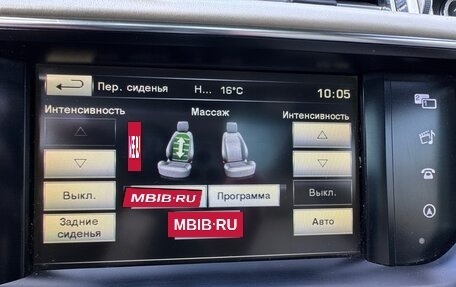 Пер. сиденья Н... 16°C 10:05
Интенсивность Массаж Интенсивность
Выкл. MBIB.RU Программа Выкл.
Задние сиденья MBIB.RU Авто